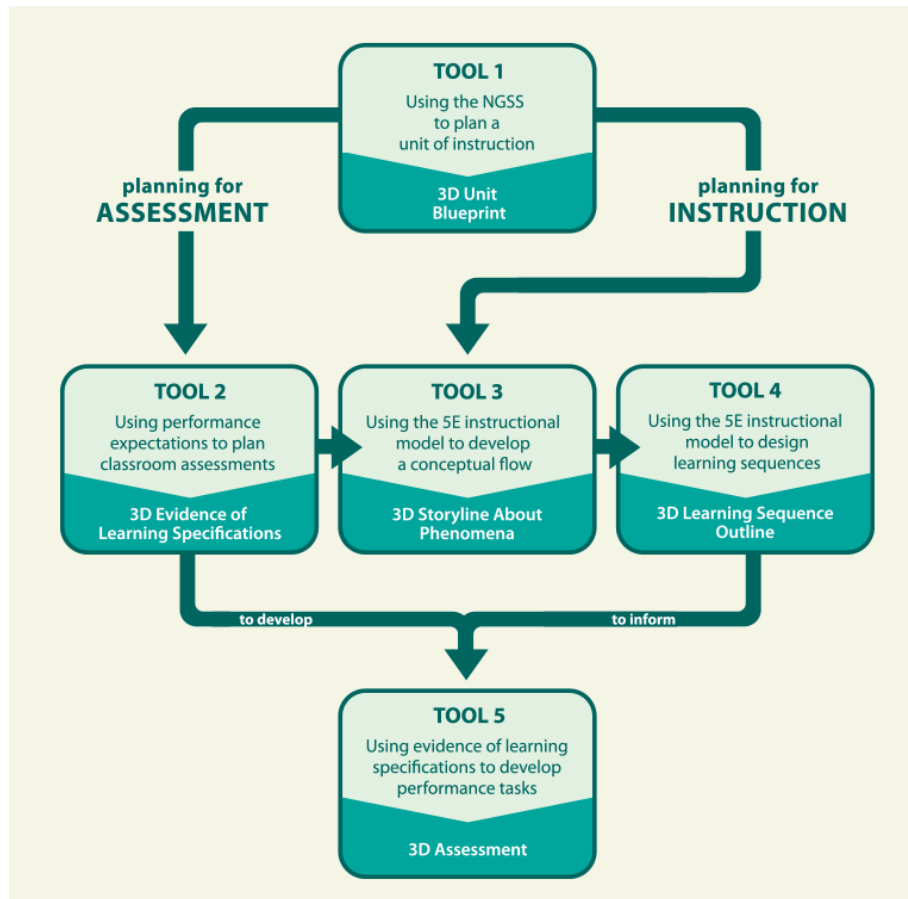 TOOL 1
Using the NGSS
to plan a
unit of instruction
3D Unit
Blueprint
planning for
ASSESSMENT
planning for
INSTRUCTION
TOOL 2
Using performance
expectations to plan
classroom assessments
3D Evidence of
Learning Specifications
TOOL 3
Using the 5E instructional
model to develop
a conceptual flow
3D Storyline About
Phenomena
TOOL 4
Using the 5E instructional
model to design
learning sequences
3D Learning Sequence
Outline
to develop
to inform
TOOL 5
Using evidence of learning
specifications to develop
performance tasks
3D Assessment